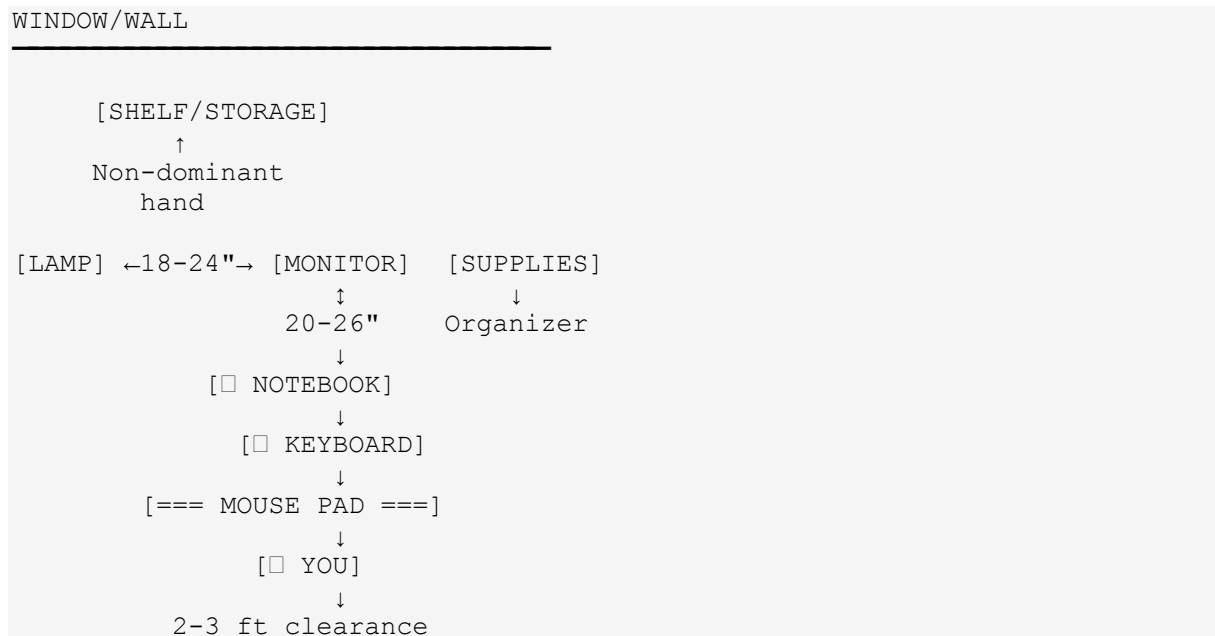 WINDOW/WALL
[SHELF/STORAGE]
↑
Non-dominant
hand
[LAMP] ←18-24"→ [MONITOR] [SUPPLIES]
↕ ↓
20-26" Organizer
↓
[□ NOTEBOOK]
↓
[□ KEYBOARD]
↓
[=== MOUSE PAD ===]
↓
[□ YOU]
↓
2-3 ft clearance